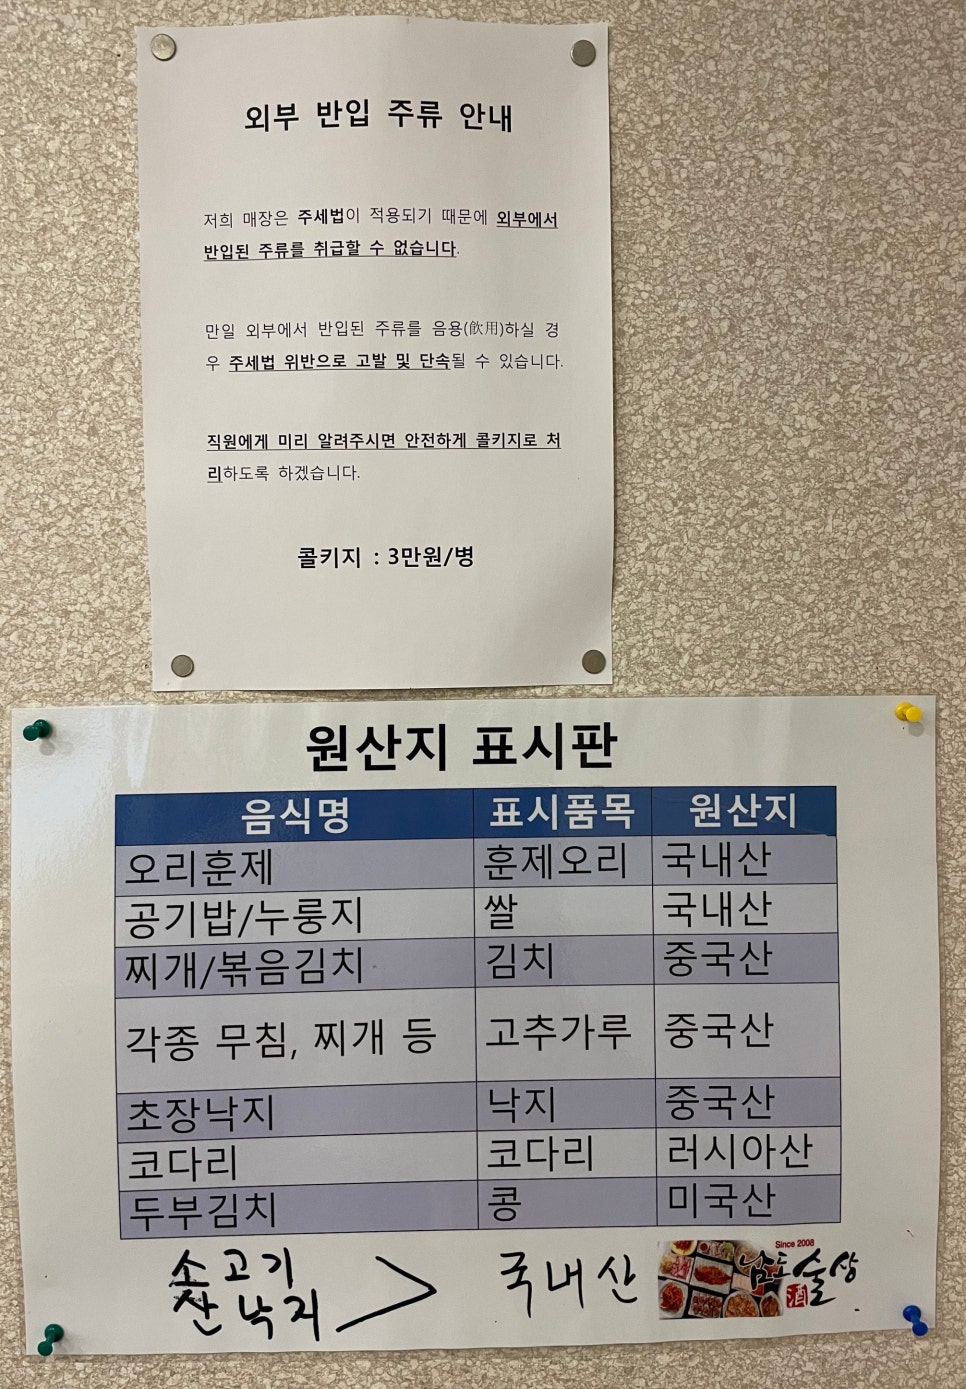 외부 반입 주류 안내
저희 매장은 주세법이 적용되기 때문에 외부에서
반입된 주류를 취급할 수 없습니다.
만일 외부에서 반입된 주류를 음용(飮用)하실 경
우 주세법 위반으로 고발 및 단속될 수 있습니다.
직원에게 미리 알려주시면 안전하게 콜키지로 처
리하도록 하겠습니다.
콜키지 : 3만원/병
원산지 표시판
음식명 표시품목 원산지
오리훈제 훈제오리 국내산
공기밥/누룽지 쌀 국내산
찌개/볶음김치 김치 중국산
각종 무침, 찌개 등 고추가루 중국산
초장낙지 낙지 중국산
코다리 코다리 러시아산
두부김치 콩 미국산
소고기
산낙지 > 국내산
Since 2008
남도술상
酒